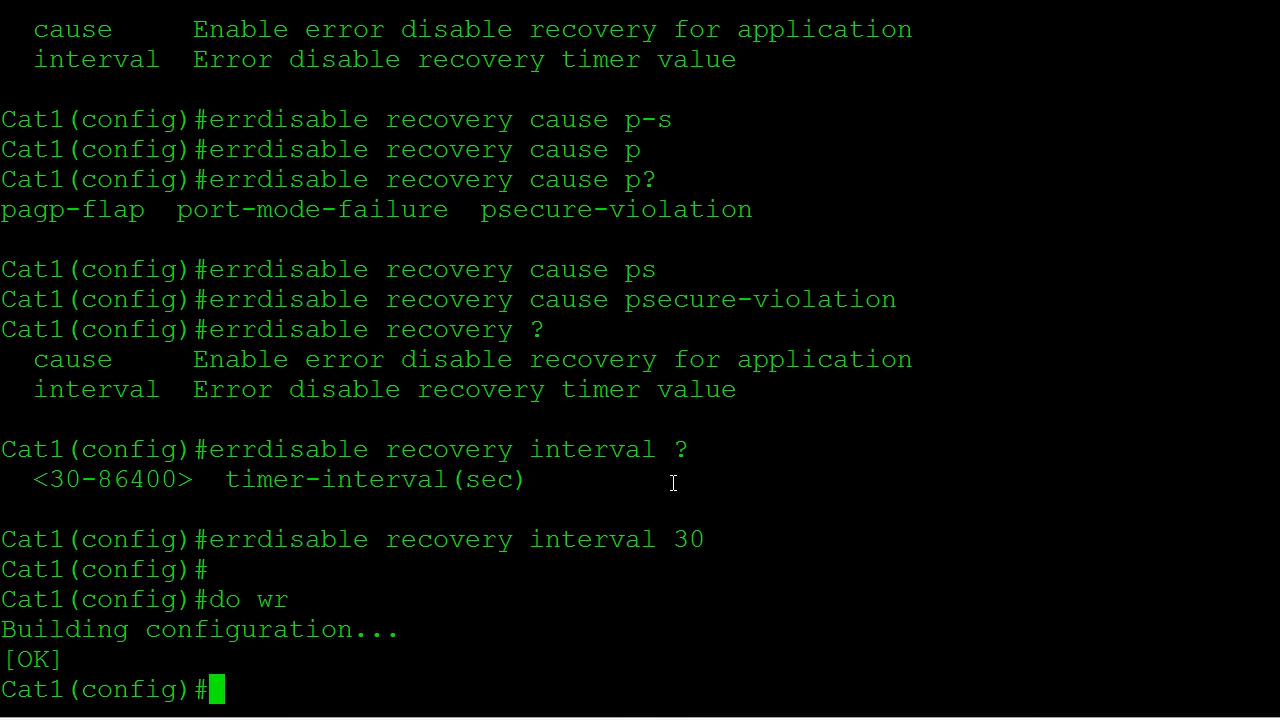 cause     Enable error disable recovery for application
interval  Error disable recovery timer value
Cat1(config)#errdisable recovery cause p-s
Cat1(config)#errdisable recovery cause p
Cat1(config)#errdisable recovery cause p?
pagp-flap  port-mode-failure  psecure-violation
Cat1(config)#errdisable recovery cause ps
Cat1(config)#errdisable recovery cause psecure-violation
Cat1(config)#errdisable recovery ?
cause     Enable error disable recovery for application
interval  Error disable recovery timer value
Cat1(config)#errdisable recovery interval ?
<30-86400>  timer-interval(sec)
Cat1(config)#errdisable recovery interval 30
Cat1(config)#
Cat1(config)#do wr
Building configuration...
[OK]
Cat1(config)#